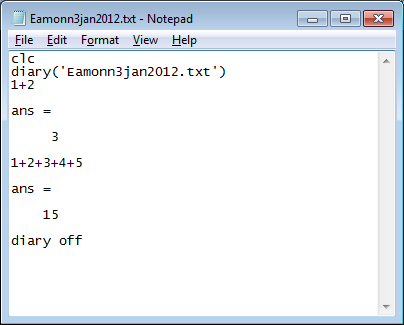 Eamonn3jan2012.txt - Notepad
File Edit Format View Help
clc
diary('Eamonn3jan2012.txt')
1+2
ans =
3
1+2+3+4+5
ans =
15
diary off